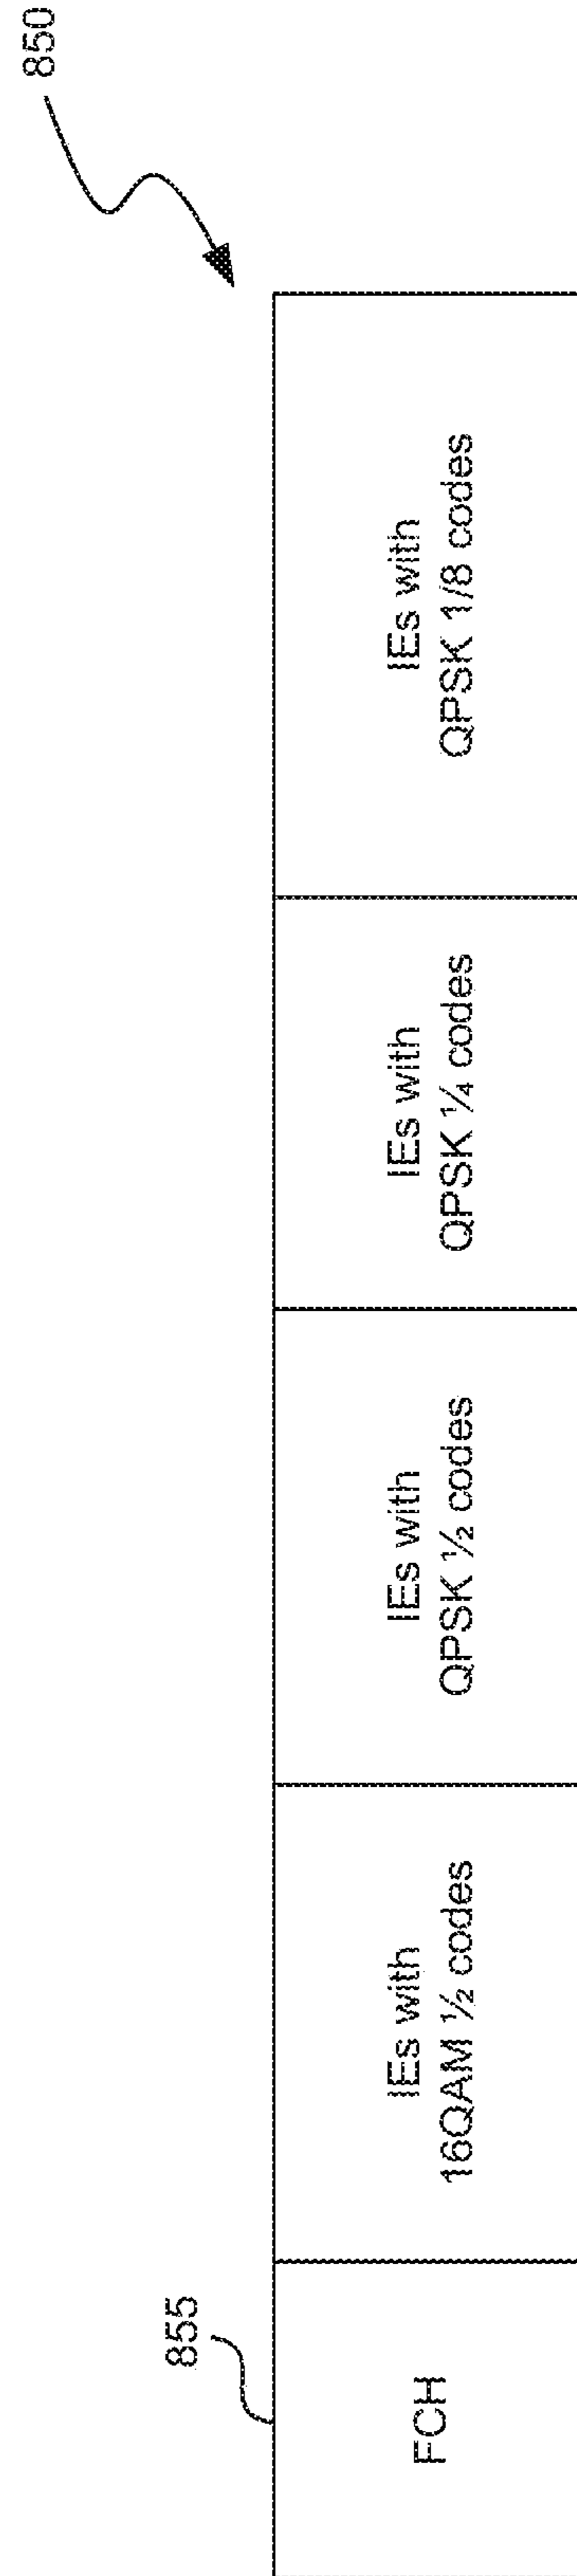 850
855
FCH
IEs with
16QAM ½ codes
IEs with
QPSK ½ codes
IEs with
QPSK ¼ codes
IEs with
QPSK 1/8 codes